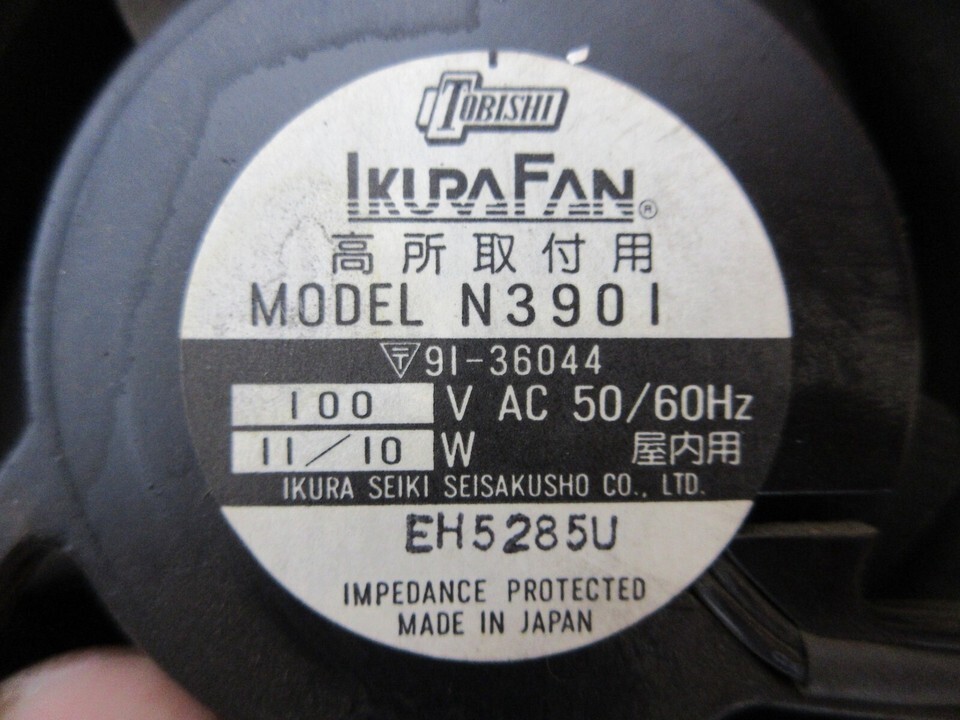 TOBISHI
IKURAFAN®
高所取付用
MODEL N3901
〒91-36044
100 V AC 50/60Hz
11/10 W 屋内用
IKURA SEIKI SEISAKUSHO CO., LTD.
EH5285U
IMPEDANCE PROTECTED
MADE IN JAPAN